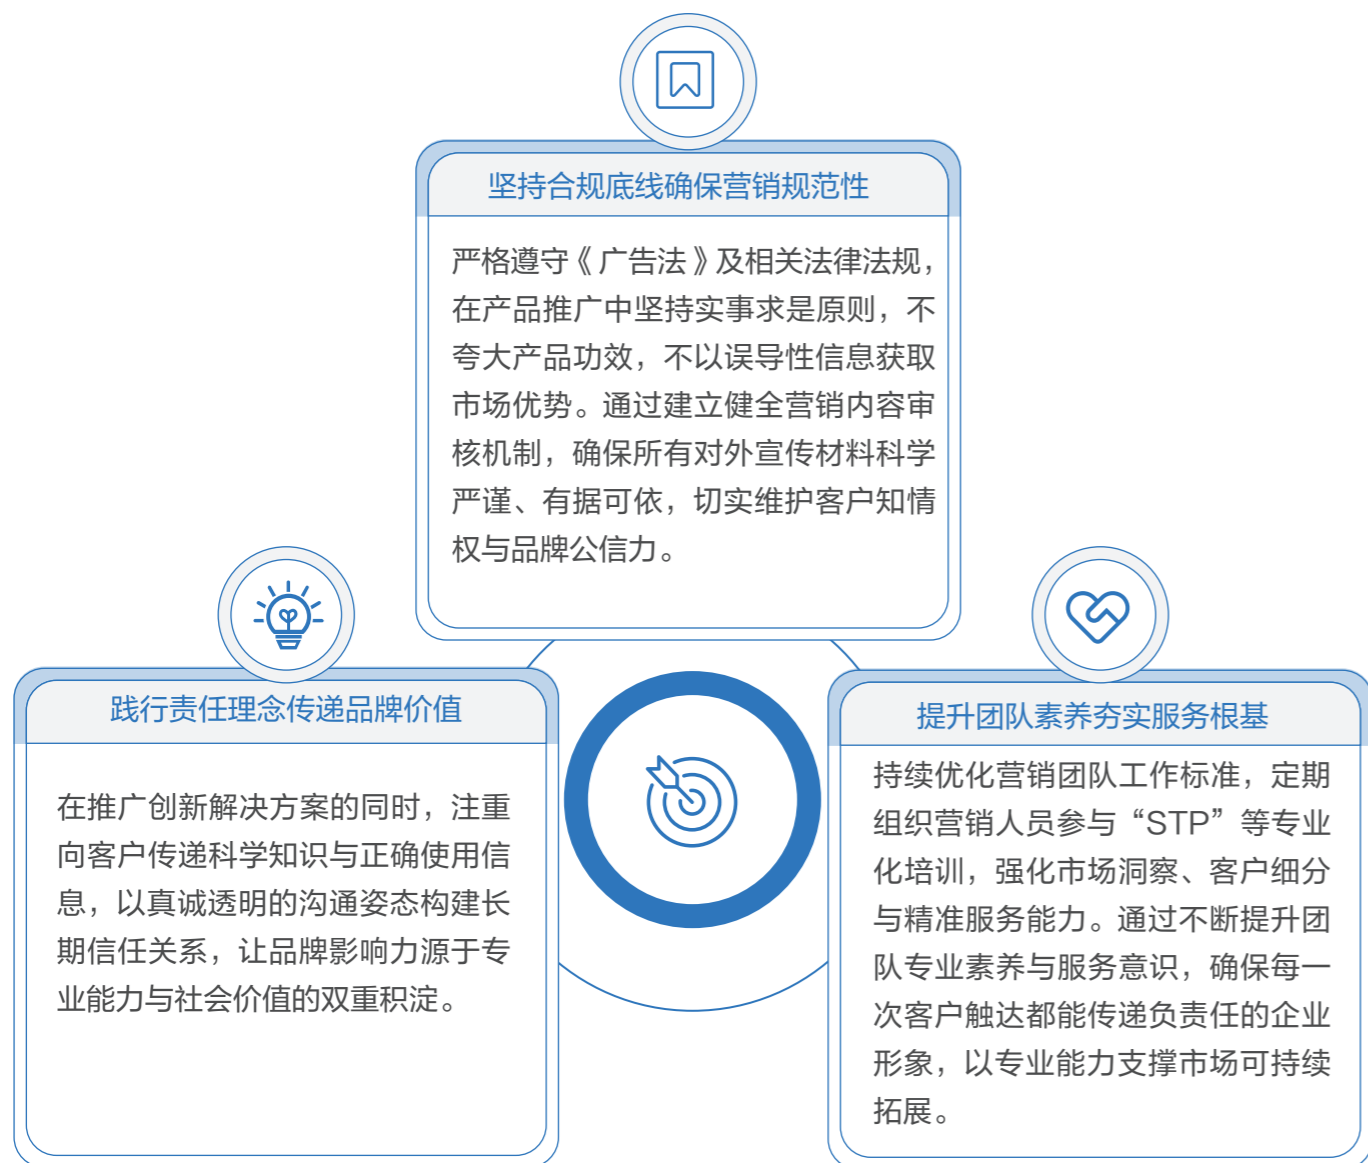 坚持合规底线确保营销规范性
严格遵守《广告法》及相关法律法规，
在产品推广中坚持实事求是原则，不
夸大产品功效，不以误导性信息获取
市场优势。通过建立健全营销内容审
核机制，确保所有对外宣传材料科学
严谨、有据可依，切实维护客户知情
权与品牌公信力。
践行责任理念传递品牌价值
在推广创新解决方案的同时，注重
向客户传递科学知识与正确使用信
息，以真诚透明的沟通姿态构建长
期信任关系，让品牌影响力源于专
业能力与社会价值的双重积淀。
提升团队素养夯实服务根基
持续优化营销团队工作标准，定期
组织营销人员参与“STP”等专业
化培训，强化市场洞察、客户细分
与精准服务能力。通过不断提升团
队专业素养与服务意识，确保每一
次客户触达都能传递负责任的企业
形象，以专业能力支撑市场可持续
拓展。